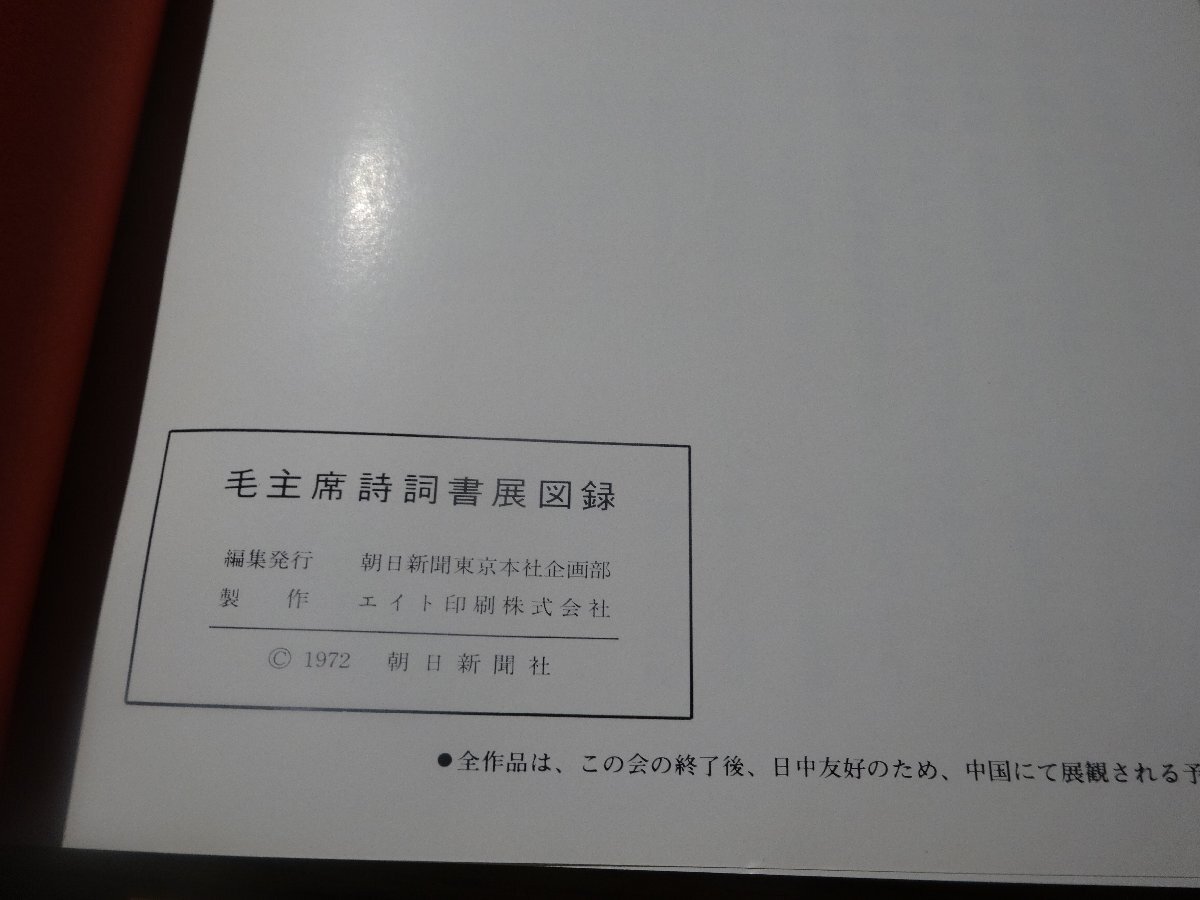 毛主席詩詞書展図録
編集発行 朝日新聞東京本社企画部
製作 エイト印刷株式会社
© 1972 朝日新聞社
●全作品は、この会の終了後、日中友好のため、中国にて展観される予